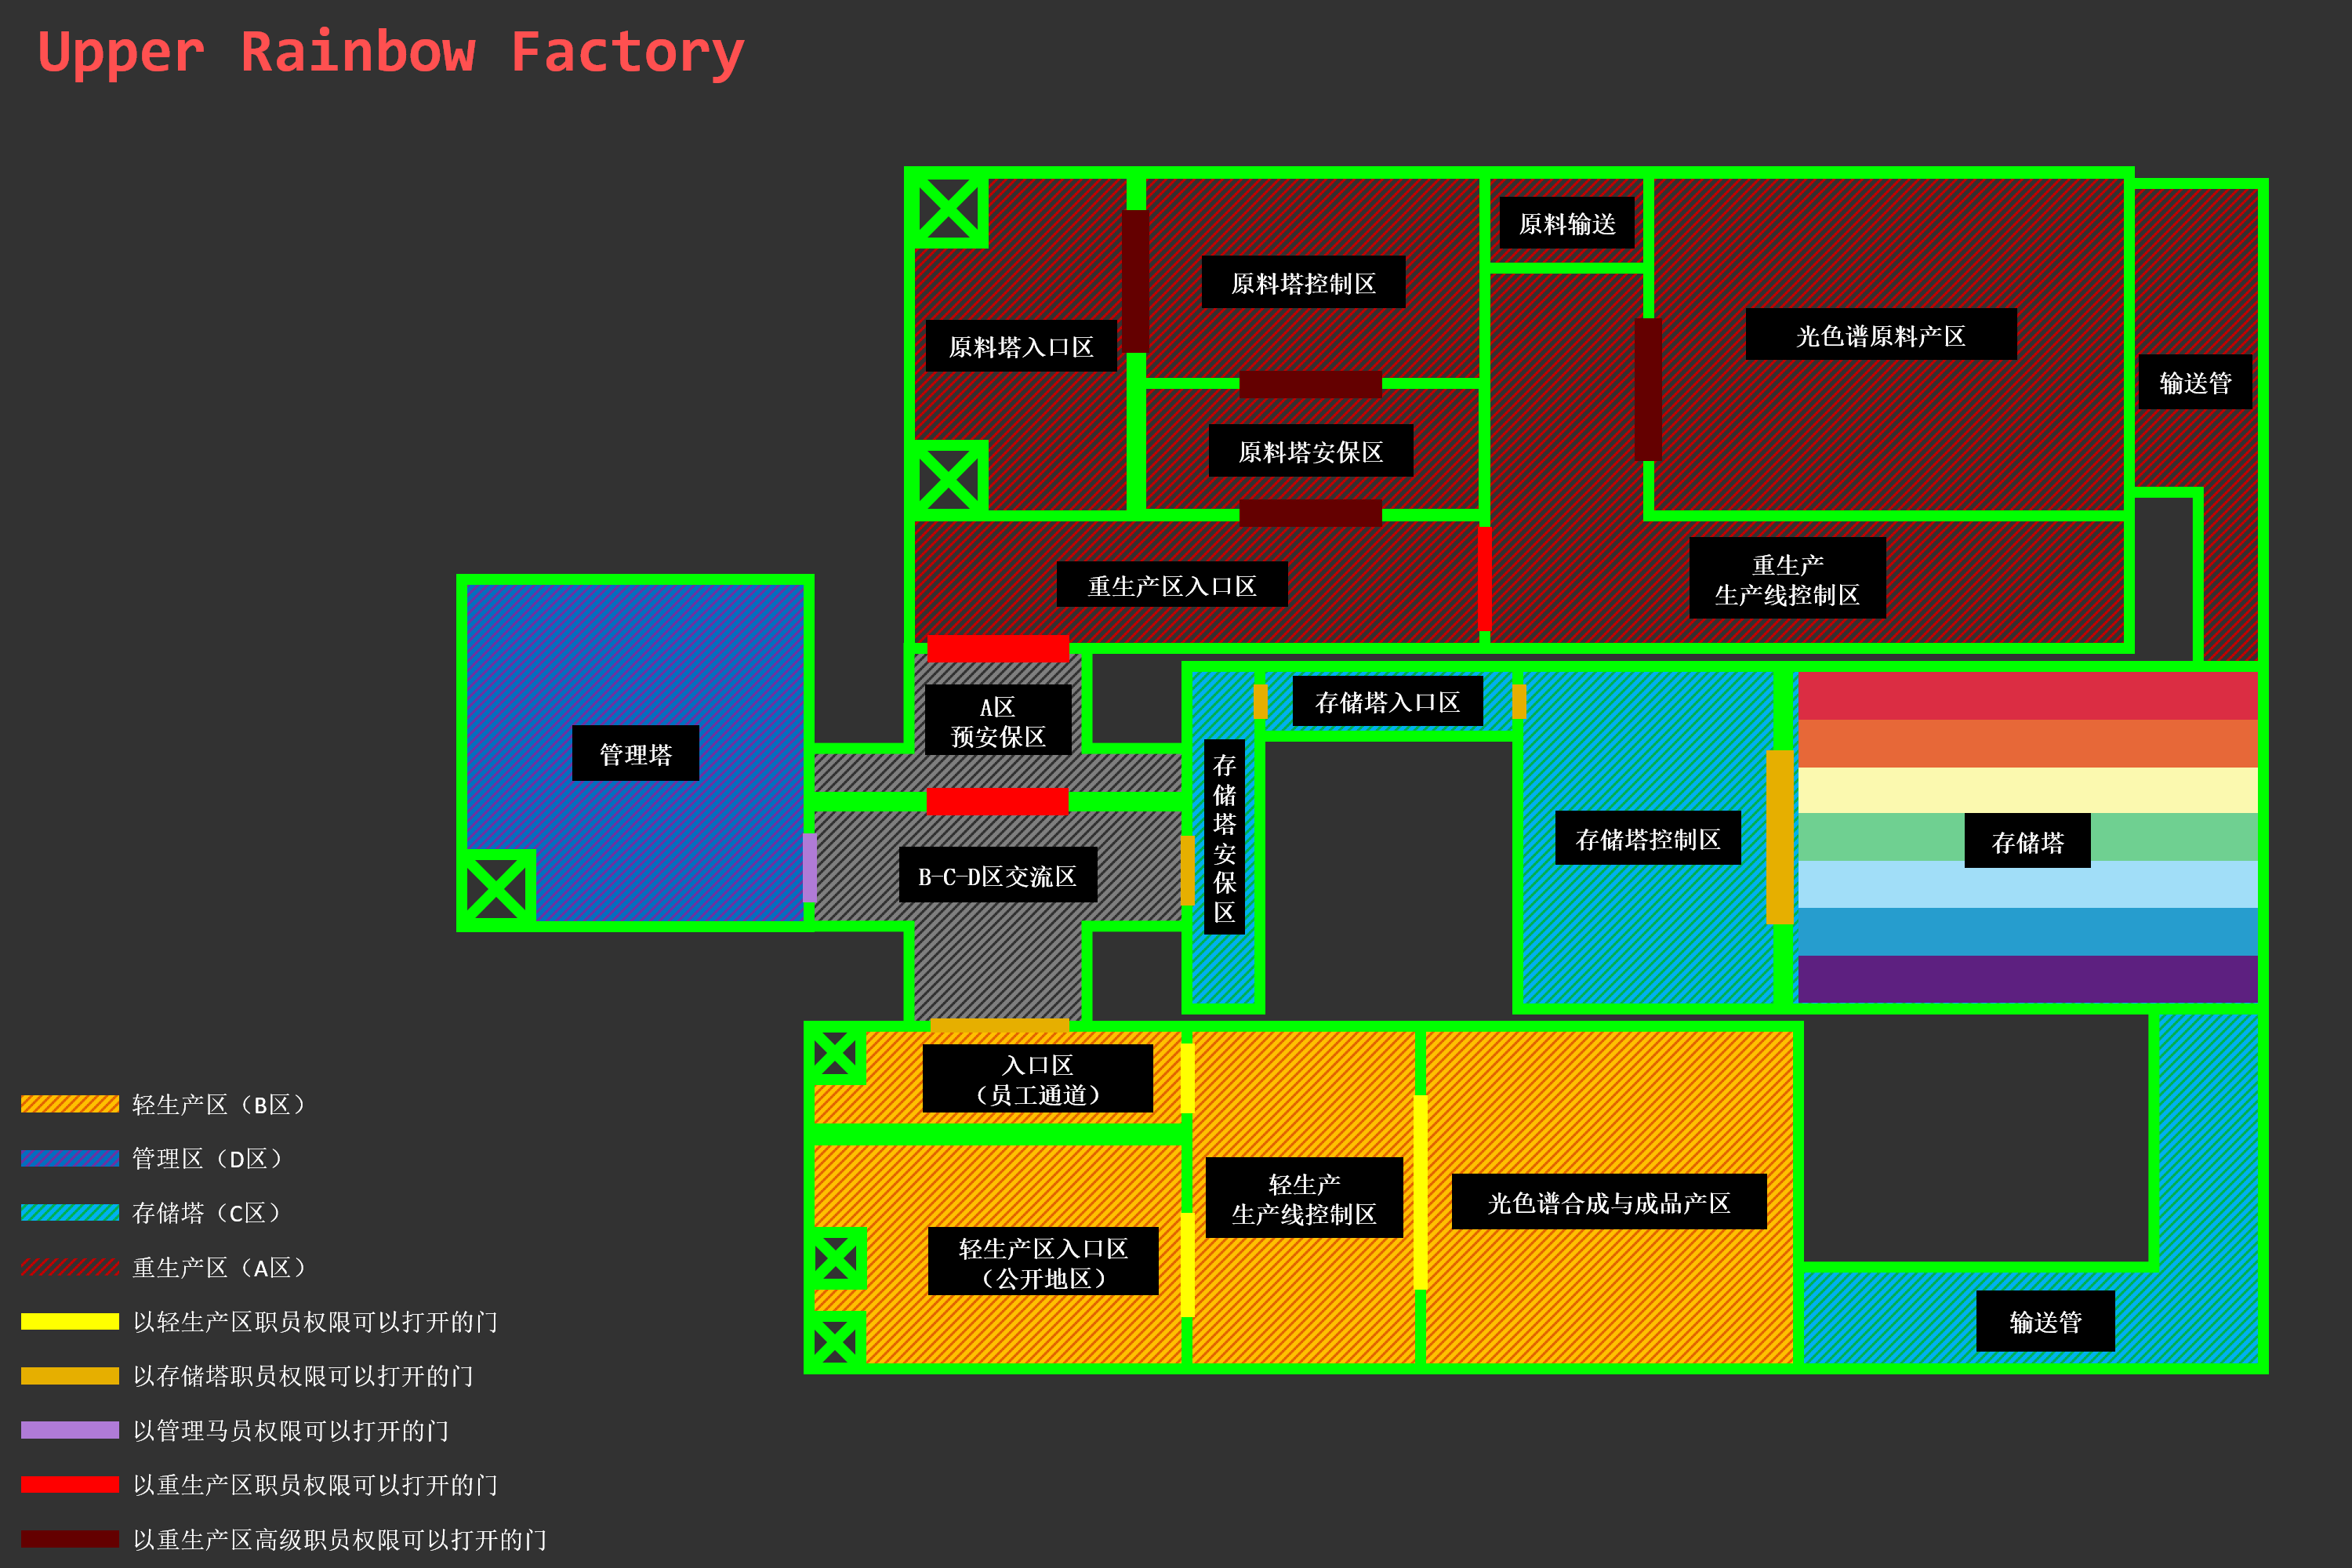 Upper Rainbow Factory
原料输送
原料塔控制区
原料塔入口区
光色谱原料产区
输送管
原料塔安保区
重生产区入口区
重生产
生产线控制区
A区
预安保区
存储塔入口区
管理塔
存储塔安保区
存储塔控制区
存储塔
B-C-D区交流区
入口区
（员工通道）
轻生产
生产线控制区
光色谱合成与成品产区
轻生产区入口区
（公开地区）
输送管
轻生产区（B区）
管理区（D区）
存储塔（C区）
重生产区（A区）
以轻生产区职员权限可以打开的门
以存储塔职员权限可以打开的门
以管理马员权限可以打开的门
以重生产区职员权限可以打开的门
以重生产区高级职员权限可以打开的门